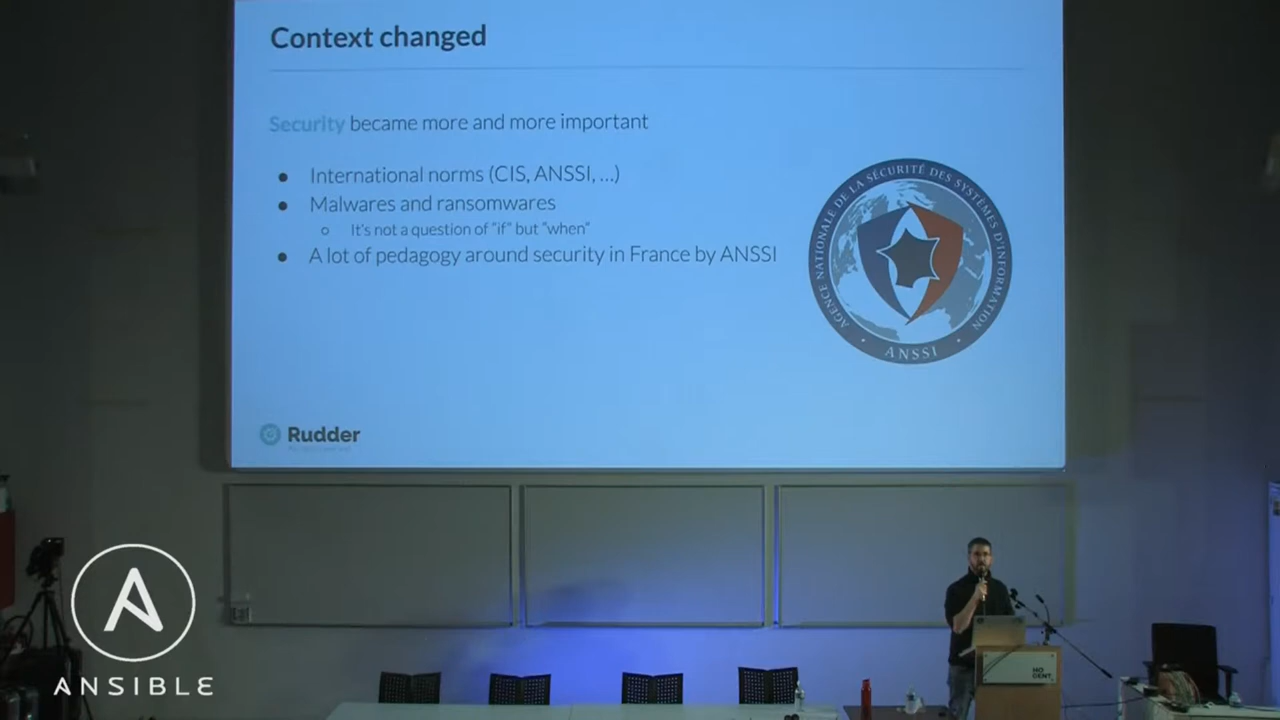 Context changed
Security became more and more important
● International norms (CIS, ANSSI, ...)
● Malwares and ransomwares
○ It's not a question of "if" but "when"
● A lot of pedagogy around security in France by ANSSI
AGENCE NATIONALE DE LA SÉCURITÉ DES SYSTÈMES D'INFORMATION
• ANSSI •
Rudder
HO
GENT
ANSIBLE